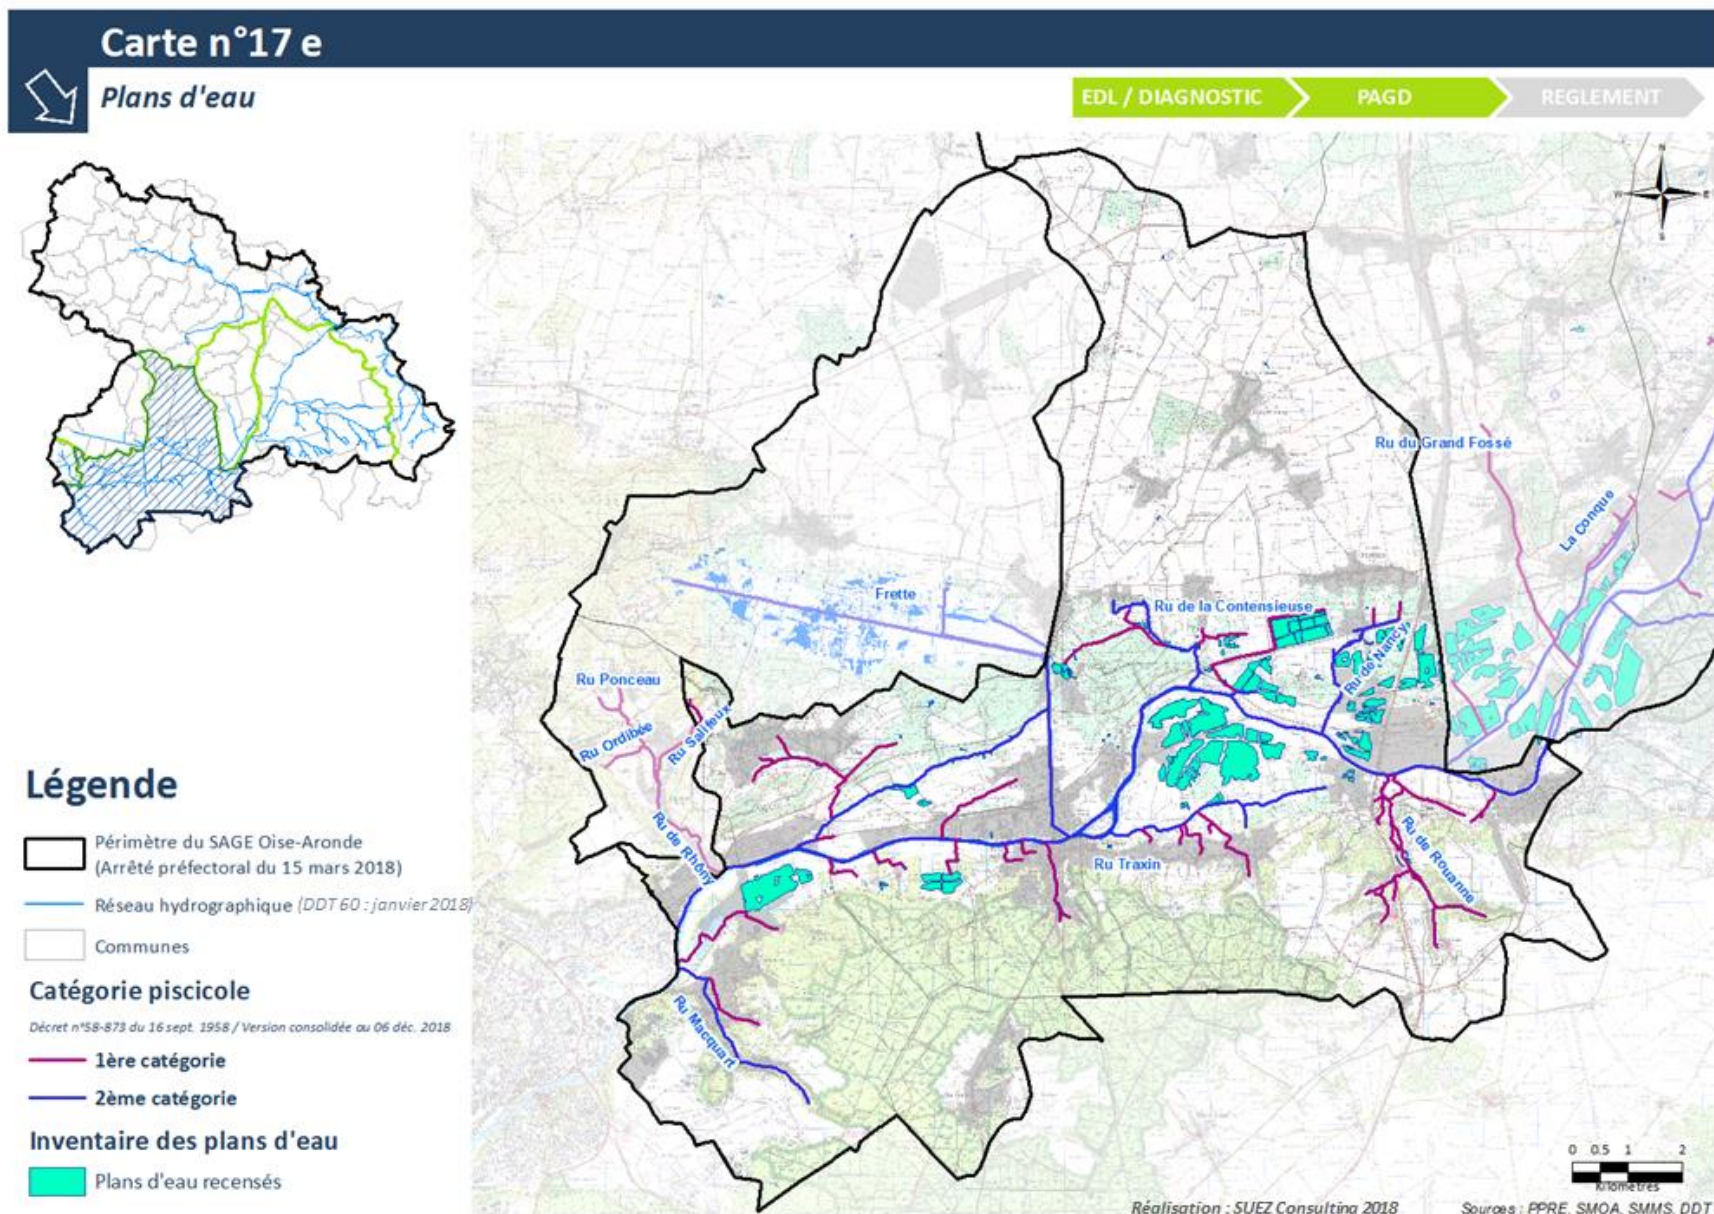 Carte n°17 e
Plans d'eau
EDL / DIAGNOSTIC
PAGD
REGLEMENT
N
W
E
S
Ru du Grand Fossé
La Conque
Frette
Ru de la Contensieuse
Ru de Nancy
Ru Ponceau
Ru Ordibée
Ru Salifeux
Ru de Rhôny
Ru Traxin
Ru de Rouanne
Ru Macquart
Légende
Périmètre du SAGE Oise-Aronde
(Arrêté préfectoral du 15 mars 2018)
Réseau hydrographique (DDT 60 : janvier 2018)
Communes
Catégorie piscicole
Décret n°58-873 du 16 sept. 1958 / Version consolidée au 06 déc. 2018
1ère catégorie
2ème catégorie
Inventaire des plans d'eau
Plans d'eau recensés
0 0.5 1 2
Kilomètres
Réalisation : SUEZ Consulting 2018
Sources : PPRE, SMOA, SMMS, DDT